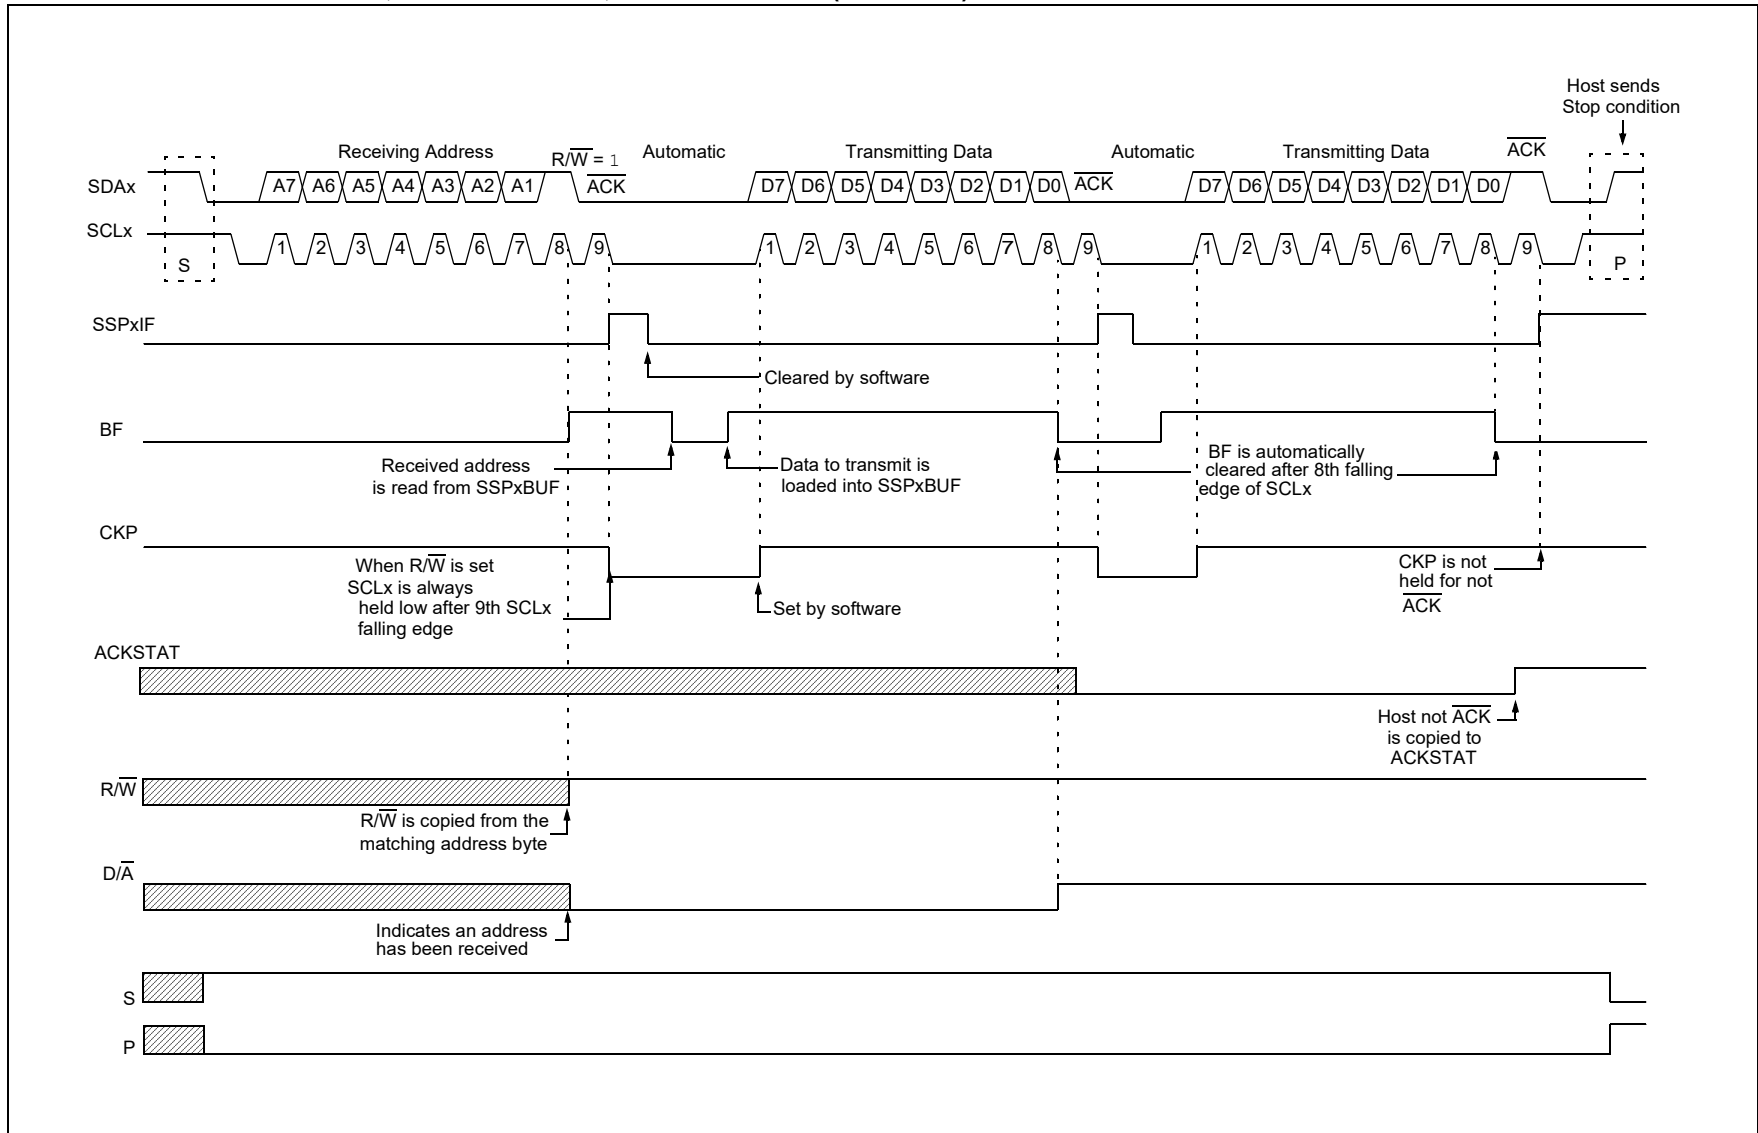 Host sends
Stop condition
Receiving Address
R/W̅ = 1
Automatic
Transmitting Data
Automatic
Transmitting Data
A̅C̅K̅
SDAx
A7 A6 A5 A4 A3 A2 A1
A̅C̅K̅
D7 D6 D5 D4 D3 D2 D1 D0
A̅C̅K̅
D7 D6 D5 D4 D3 D2 D1 D0
SCLx
1 2 3 4 5 6 7 8 9
1 2 3 4 5 6 7 8 9
1 2 3 4 5 6 7 8 9
S
P
SSPxIF
Cleared by software
BF
Received address
is read from SSPxBUF
Data to transmit is
loaded into SSPxBUF
BF is automatically
cleared after 8th falling
edge of SCLx
CKP
When R/W̅ is set
SCLx is always
held low after 9th SCLx
falling edge
Set by software
CKP is not
held for not
A̅C̅K̅
ACKSTAT
Host not A̅C̅K̅
is copied to
ACKSTAT
R/W̅
R/W̅ is copied from the
matching address byte
D/A̅
Indicates an address
has been received
S
P